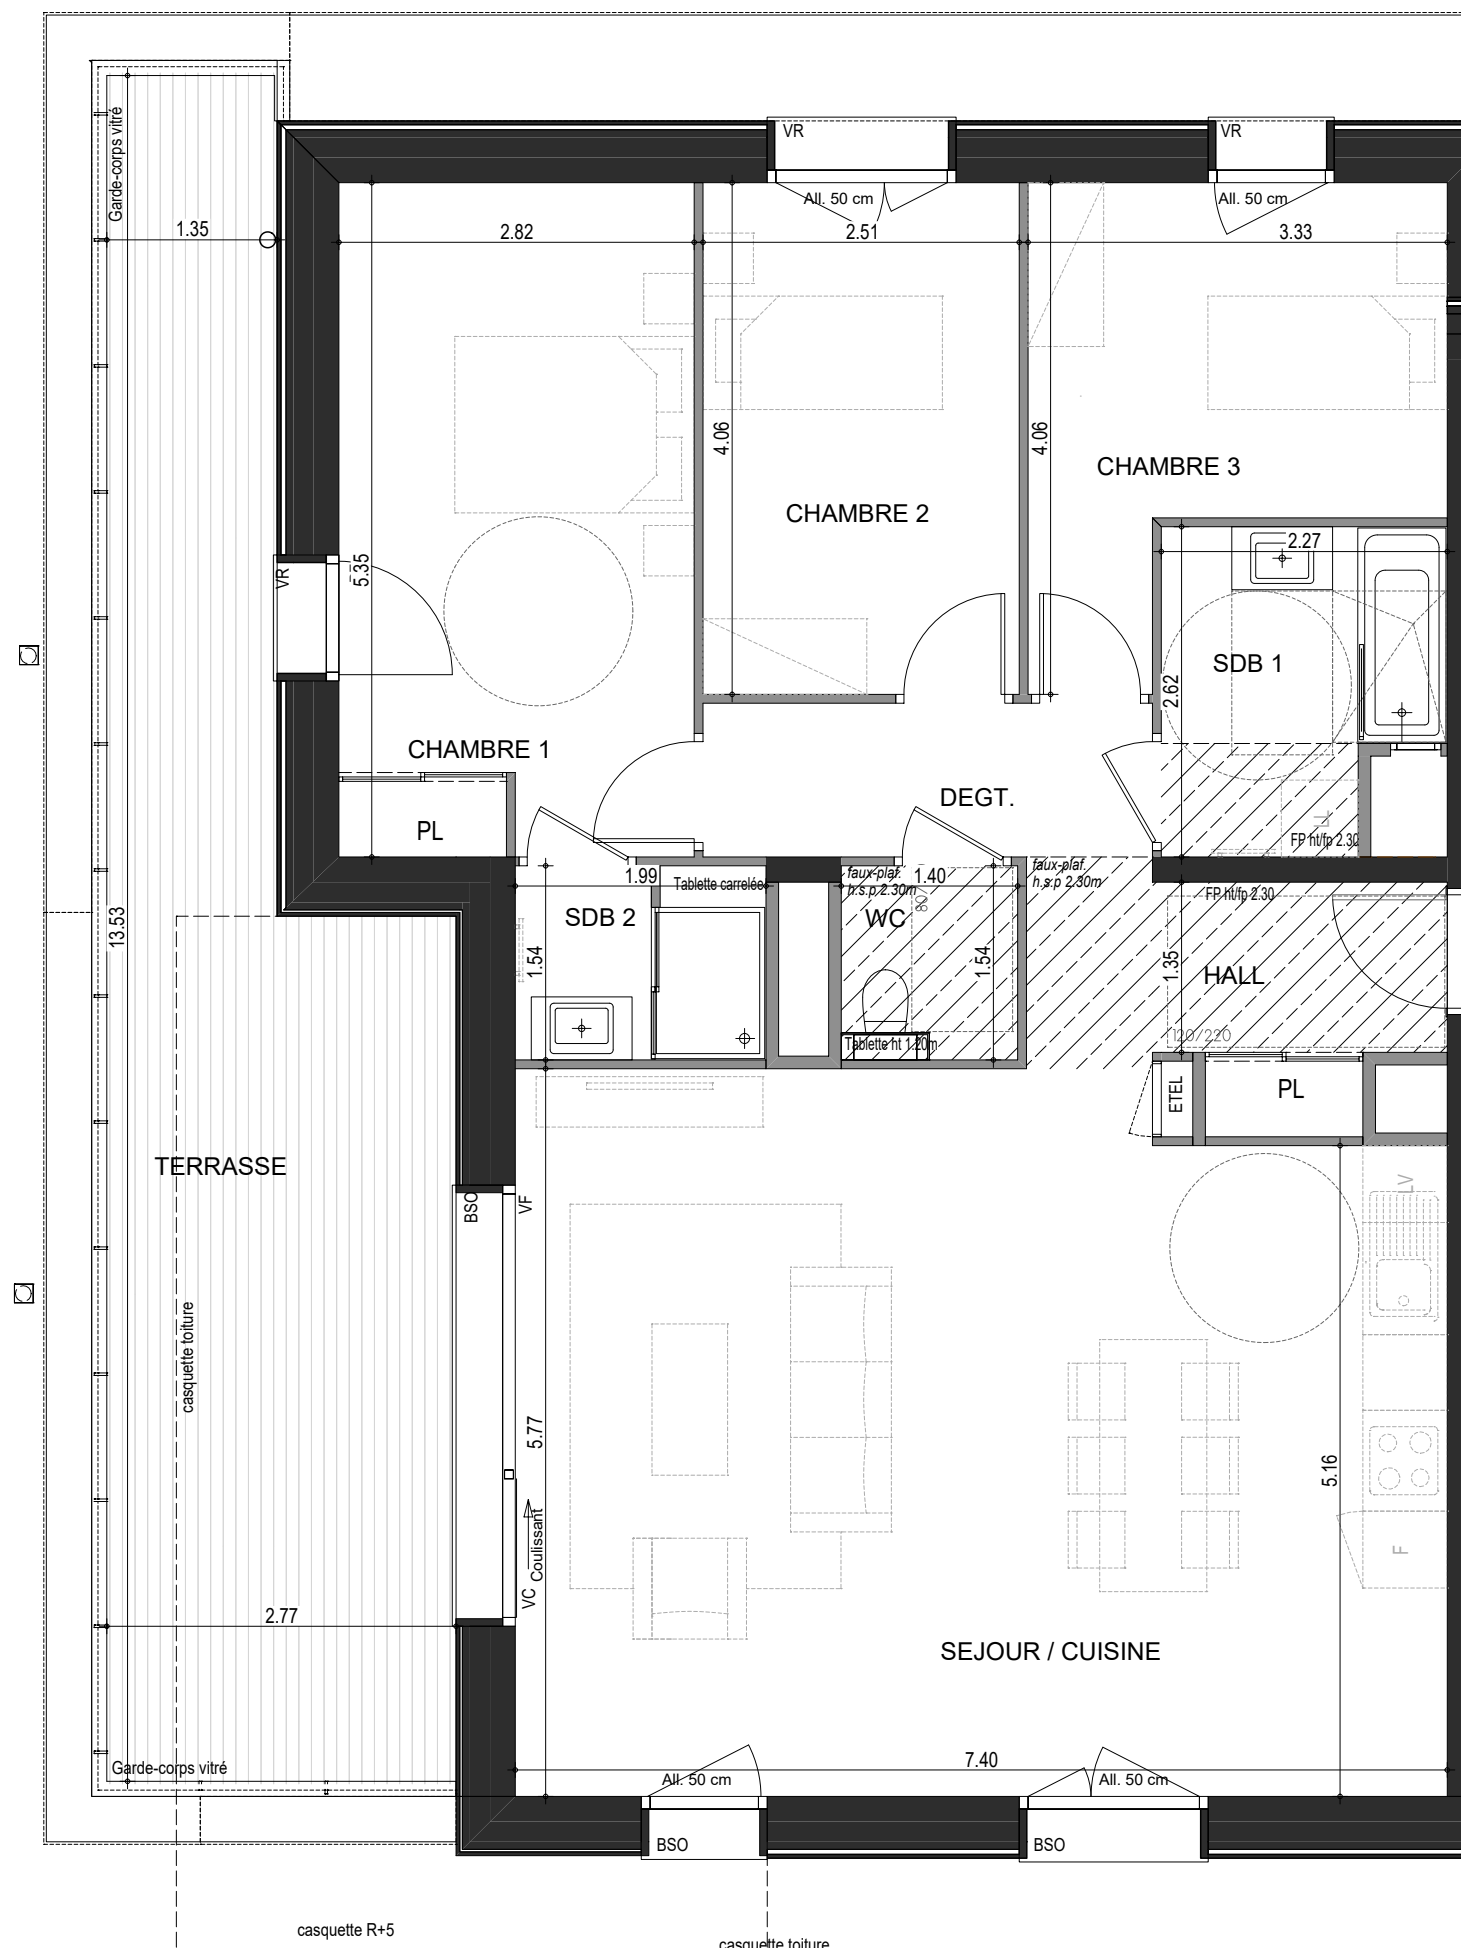 Garde-corps vitré
VR
VR
All. 50 cm
All. 50 cm
1.35
2.82
2.51
3.33
4.06
4.06
CHAMBRE 3
CHAMBRE 2
2.27
5.35
VR
SDB 1
2.62
CHAMBRE 1
DEGT.
PL
LL
FP ht/fp 2.30
1.99
Tablette carrelée
faux-plaf.
h.s.p 2.30m
1.40
faux-plaf.
h.s.p 2.30m
80/
FP ht/fp 2.30
SDB 2
WC
13.53
1.54
1.54
1.35
HALL
120/220
Tablette ht 1.20m
ETEL
PL
TERRASSE
BSO
VF
LV
casquette toiture
5.77
5.16
Coulissant
VC
F
2.77
SEJOUR / CUISINE
Garde-corps vitré
7.40
All. 50 cm
All. 50 cm
BSO
BSO
casquette R+5
casquette toiture